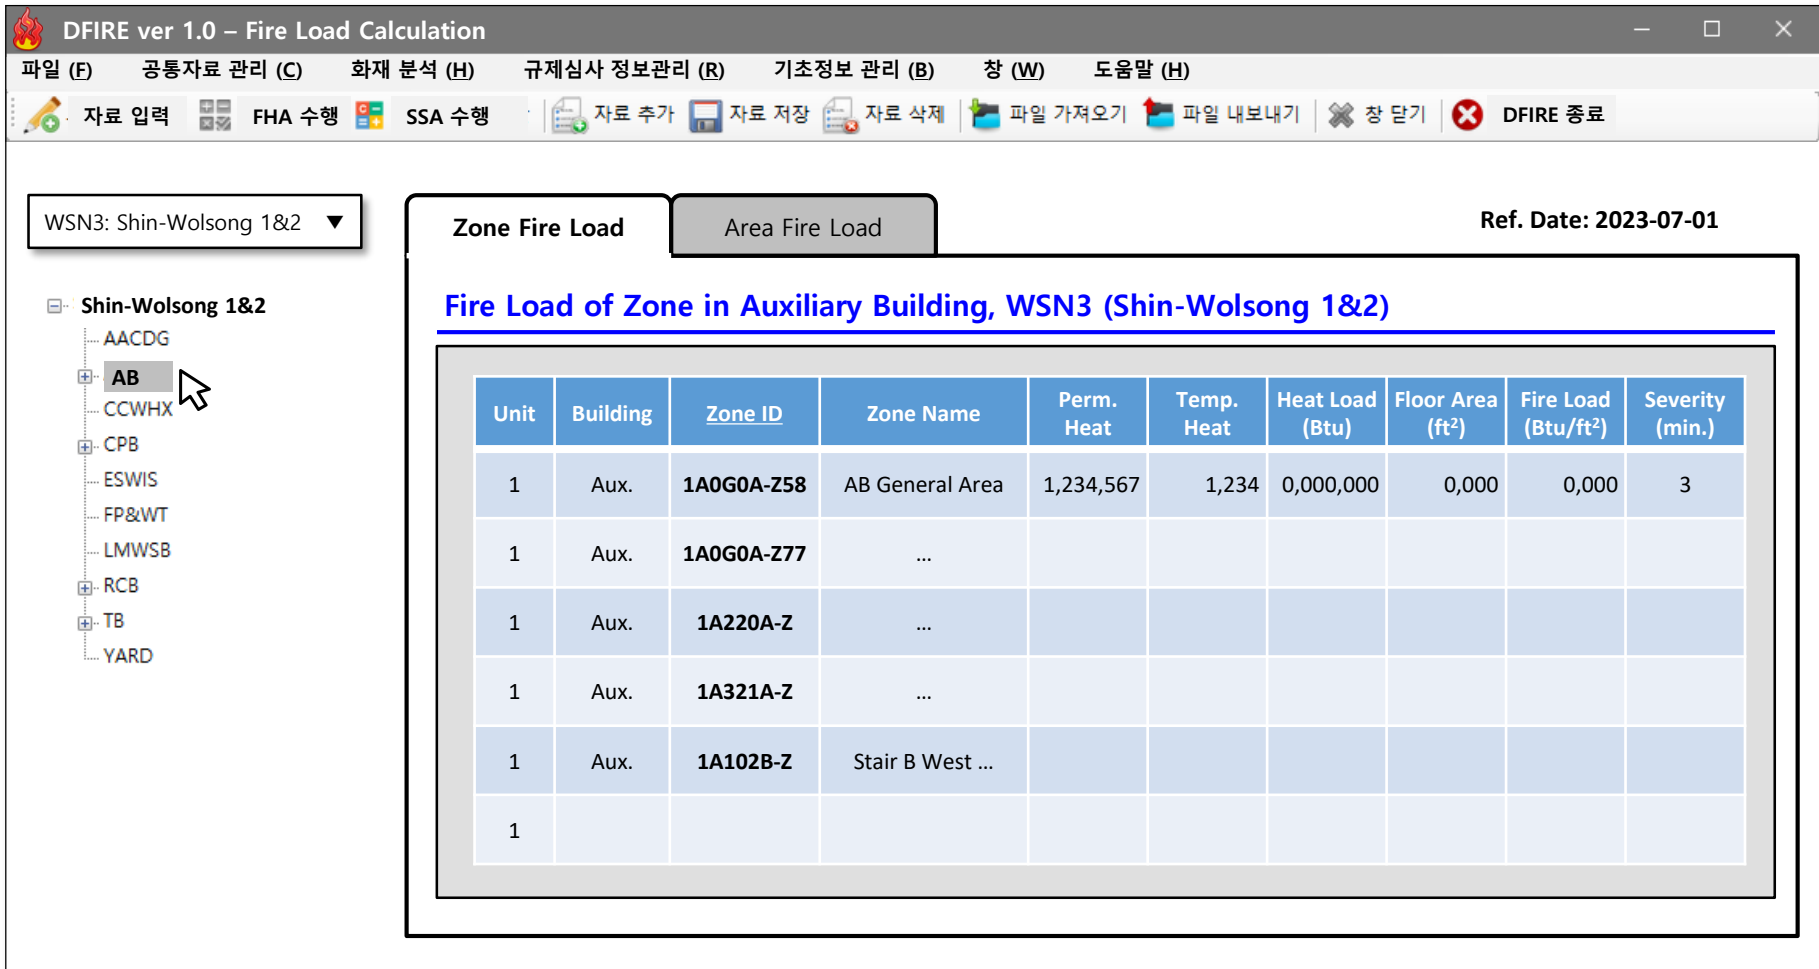 DFIRE ver 1.0 – Fire Load Calculation
파일 (F) 공통자료 관리 (C) 화재 분석 (H) 규제심사 정보관리 (R) 기초정보 관리 (B) 창 (W) 도움말 (H)
자료 입력 FHA 수행 SSA 수행 자료 추가 자료 저장 자료 삭제 파일 가져오기 파일 내보내기 창 닫기 DFIRE 종료
WSN3: Shin-Wolsong 1&2 ▼
Shin-Wolsong 1&2
AACDG
AB
CCWHX
CPB
ESWIS
FP&WT
LMWSB
RCB
TB
YARD
Zone Fire Load Area Fire Load
Ref. Date: 2023-07-01
Fire Load of Zone in Auxiliary Building, WSN3 (Shin-Wolsong 1&2)
Unit Building Zone ID Zone Name Perm. Heat Temp. Heat Heat Load (Btu) Floor Area (ft²) Fire Load (Btu/ft²) Severity (min.)
1 Aux. 1A0G0A-Z58 AB General Area 1,234,567 1,234 0,000,000 0,000 0,000 3
1 Aux. 1A0G0A-Z77 ...
1 Aux. 1A220A-Z ...
1 Aux. 1A321A-Z ...
1 Aux. 1A102B-Z Stair B West ...
1